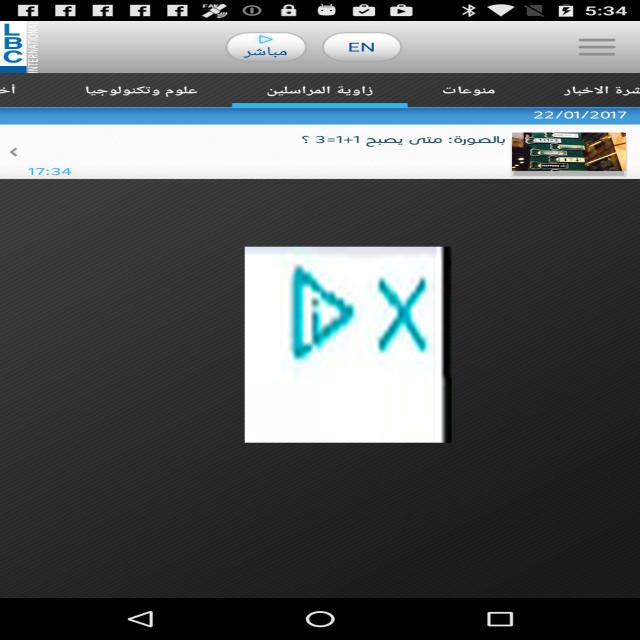 5:34
LBC
INTERNATIONAL
مباشر
EN
شرة الاخبار
منوعات
زاوية المراسلين
علوم وتكنولوجيا
أخ
22/01/2017
بالصورة: متى يصبح 1+1=3 ؟
17:34
i X